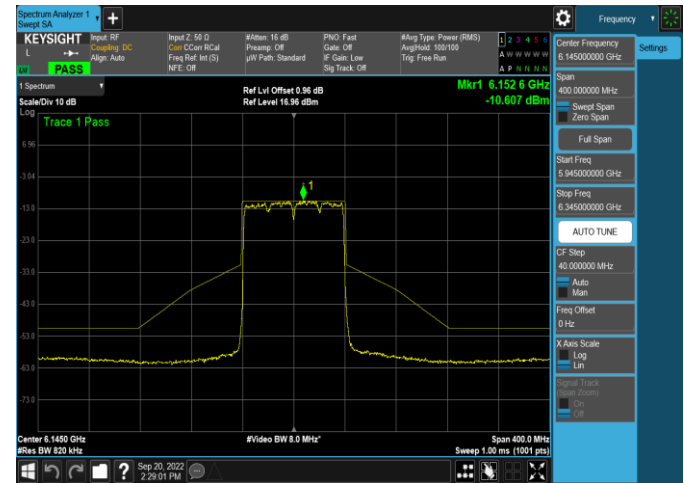 Spectrum Analyzer 1
Swept SA
+
Frequency
KEYSIGHT
L
PASS
Input: RF
Coupling: DC
Align: Auto
Input Z: 50 Ω
Corr CCorr RCal
Freq Ref: Int (S)
NFE: Off
#Atten: 16 dB
Preamp: Off
µW Path: Standard
PNO: Fast
Gate: Off
IF Gain: Low
Sig Track: Off
#Avg Type: Power (RMS)
Avg|Hold: 100/100
Trig: Free Run
1 2 3 4 5 6
A W W W W W
A P N N N N
1 Spectrum
Scale/Div 10 dB
Log
Ref Lvl Offset 0.96 dB
Ref Level 16.96 dBm
Mkr1 6.152 6 GHz
-10.607 dBm
Trace 1 Pass
1
6.96
-3.04
-13.0
-23.0
-33.0
-43.0
-53.0
-63.0
-73.0
Center 6.1450 GHz
#Res BW 820 kHz
#Video BW 8.0 MHz*
Span 400.0 MHz
Sweep 1.00 ms (1001 pts)
Center Frequency
6.145000000 GHz
Settings
Span
400.000000 MHz
Swept Span
Zero Span
Full Span
Start Freq
5.945000000 GHz
Stop Freq
6.345000000 GHz
AUTO TUNE
CF Step
40.000000 MHz
Auto
Man
Freq Offset
0 Hz
X Axis Scale
Log
Lin
Signal Track
(Span Zoom)
On
Off
?
Sep 20, 2022
2:29:01 PM